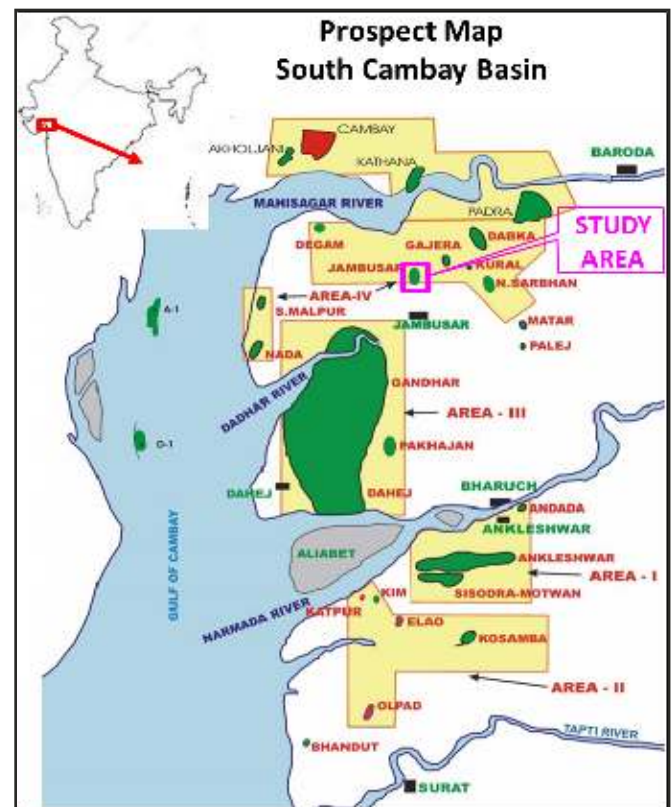 Prospect Map
South Cambay Basin
CAMBAY
AKHOLJANI
KATHANA
BARODA
MAHISAGAR RIVER
PADRA
STUDY
AREA
DEGAM
GAJERA
DABKA
JAMBUSAR
KURAL
AREA-IV
N.SARBHAN
S.MALPUR
A-1
JAMBUSAR
MATAR
NADA
PALEJ
DADHAR RIVER
GANDHAR
AREA - III
D-1
PAKHAJAN
DAHEJ
DAHEJ
BHARUCH
ANDADA
ANKLESHWAR
ALIABET
ANKLESHWAR
AREA - I
GULF OF CAMBAY
NARMADA RIVER
KIM
SISODRA-MOTWAN
KATPUR
ELAO
KOSAMBA
AREA - II
OLPAD
BHANDUT
TAPTI RIVER
SURAT